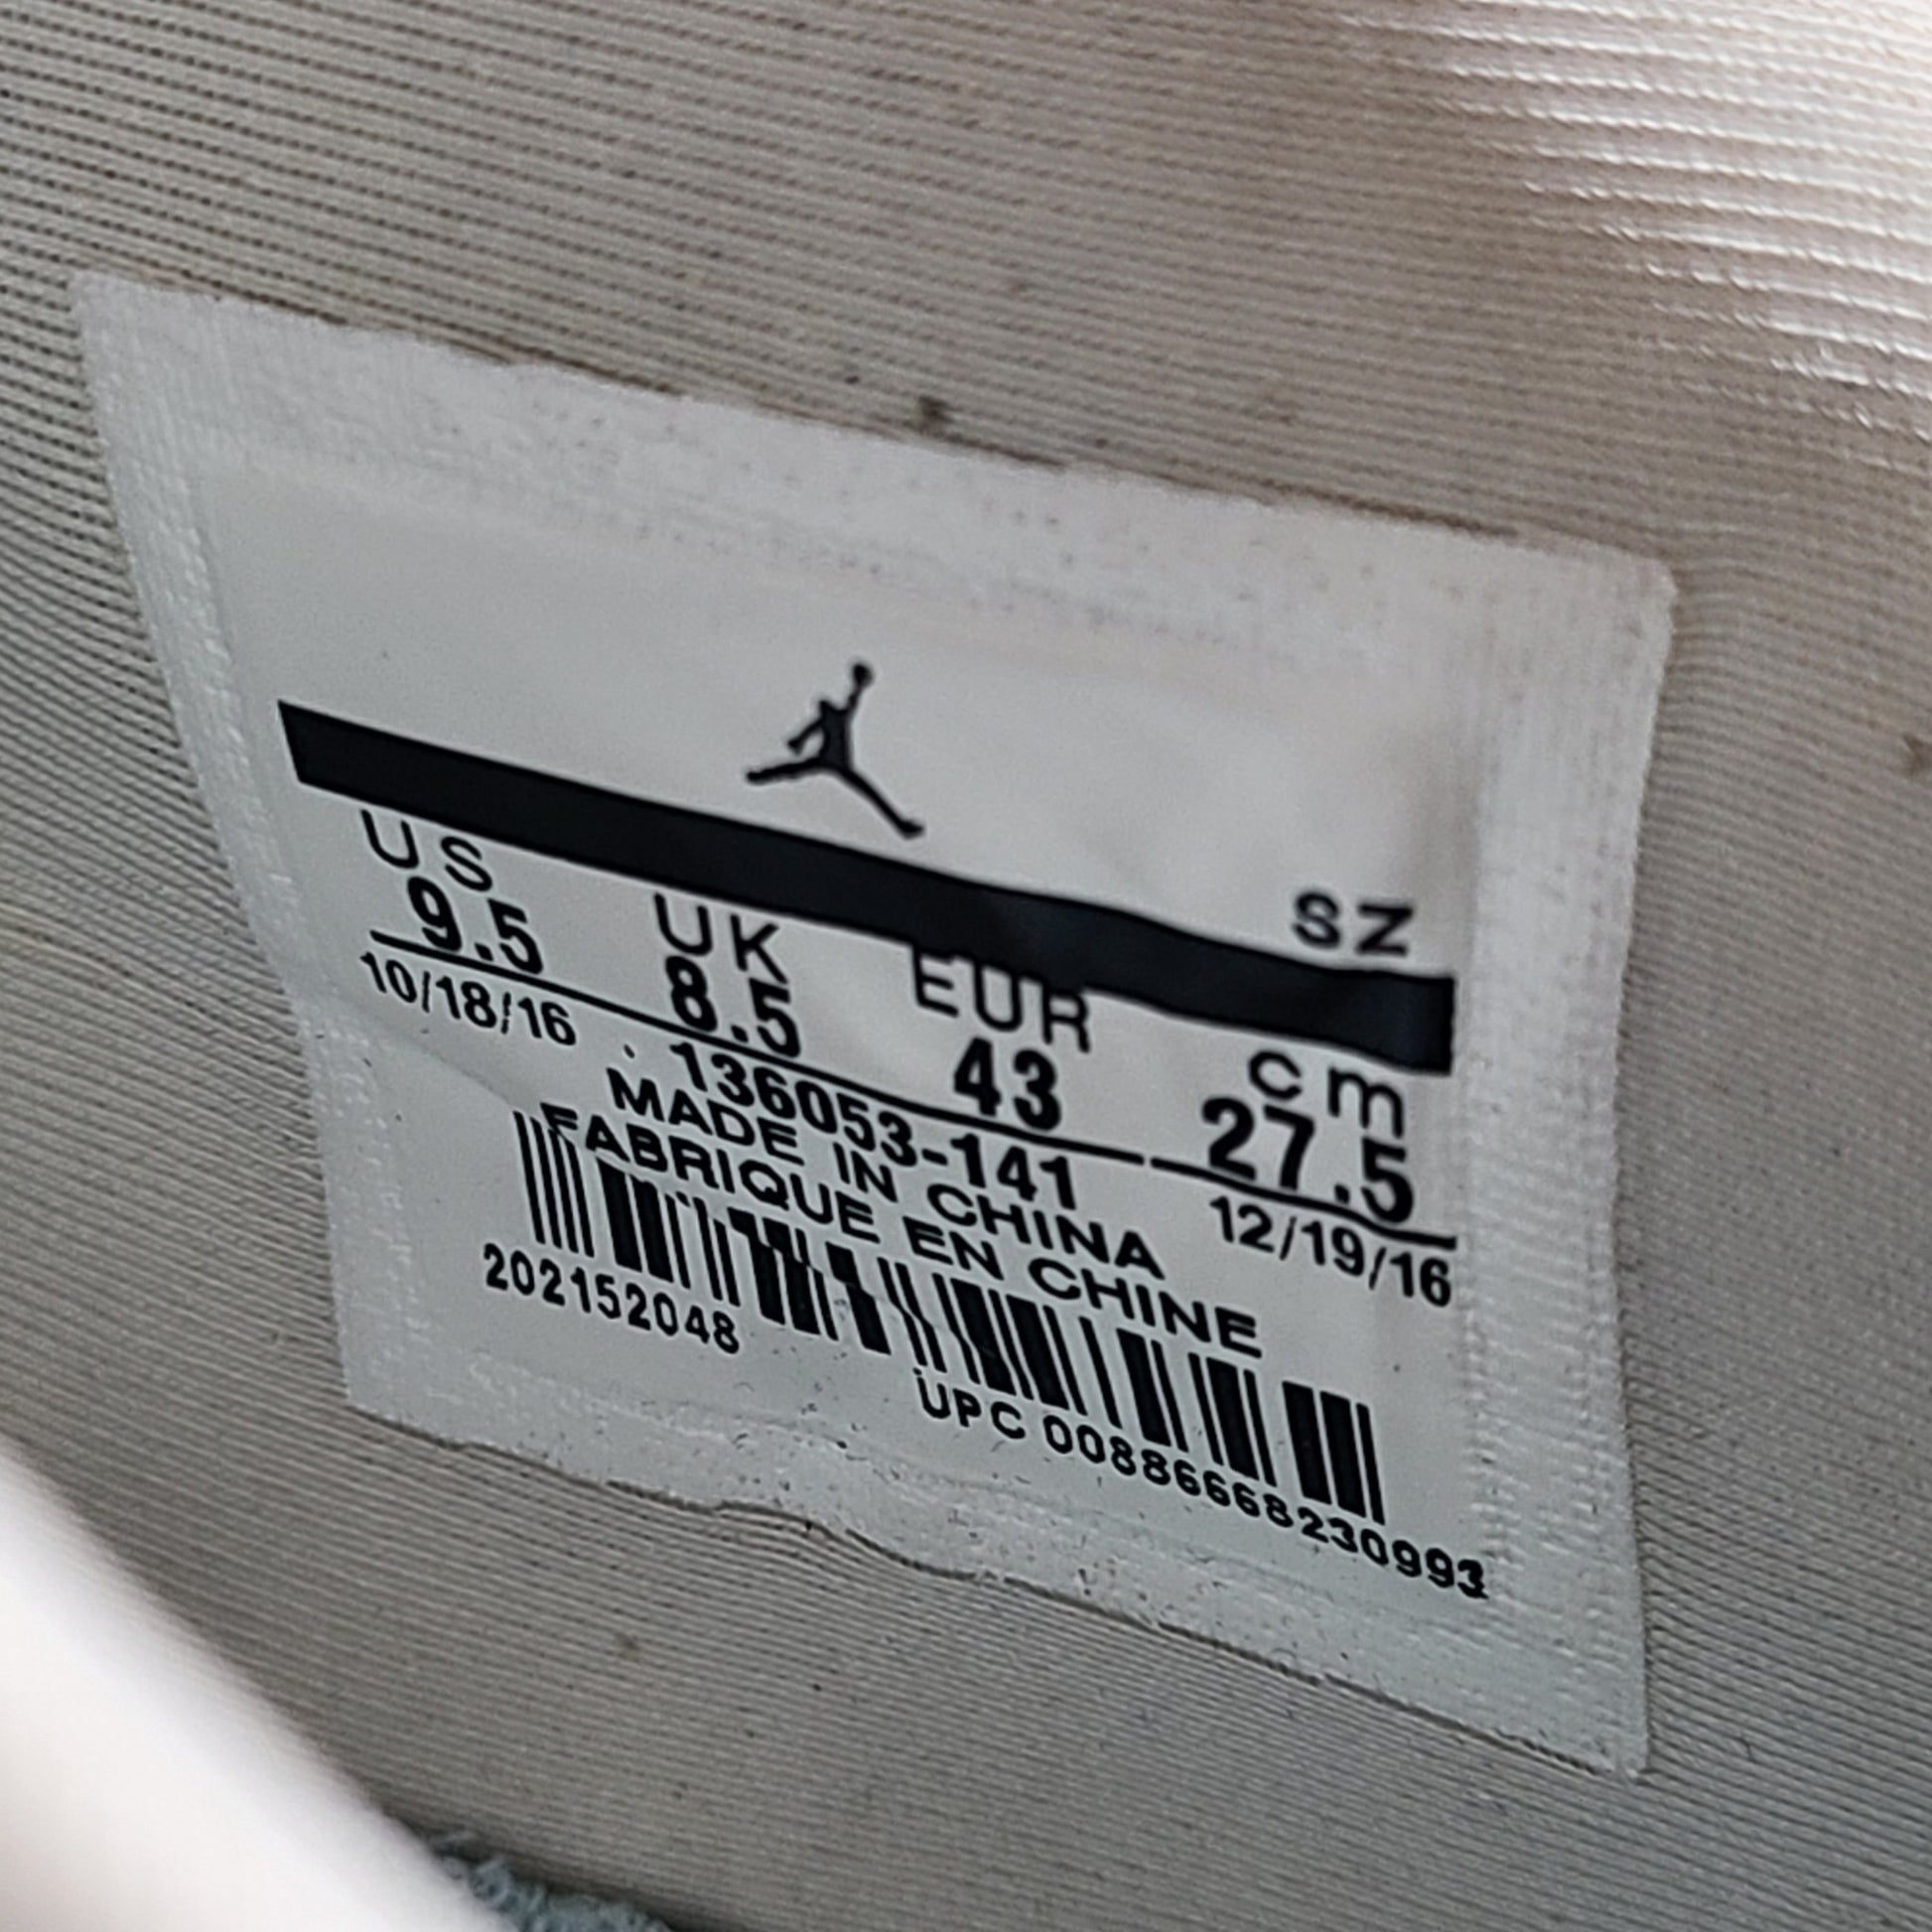 SZ
US UK EUR cm
9.5 8.5 43 27.5
10/18/16 136053-141 12/19/16
MADE IN CHINA
FABRIQUE EN CHINE
202152048
UPC 00886668230993